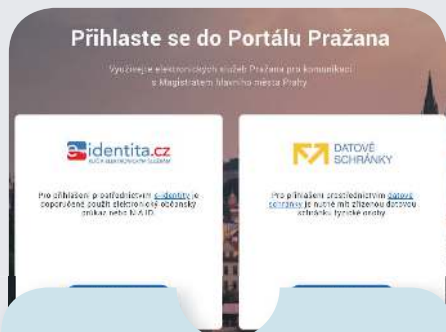 Přihlaste se do Portálu Pražana
Využívejte elektronických služeb Pražana pro komunikaci
s Magistrátem hlavního města Prahy
e-identita.cz
Pro přihlášení prostřednictvím e-identity je
doporučené použít elektronický občanský
průkaz nebo NIA ID.
DATOVÉ
SCHRÁNKY
Pro přihlášení prostřednictvím datové
schránky je nutné mít zřízenou datovou
schránku fyzické osoby